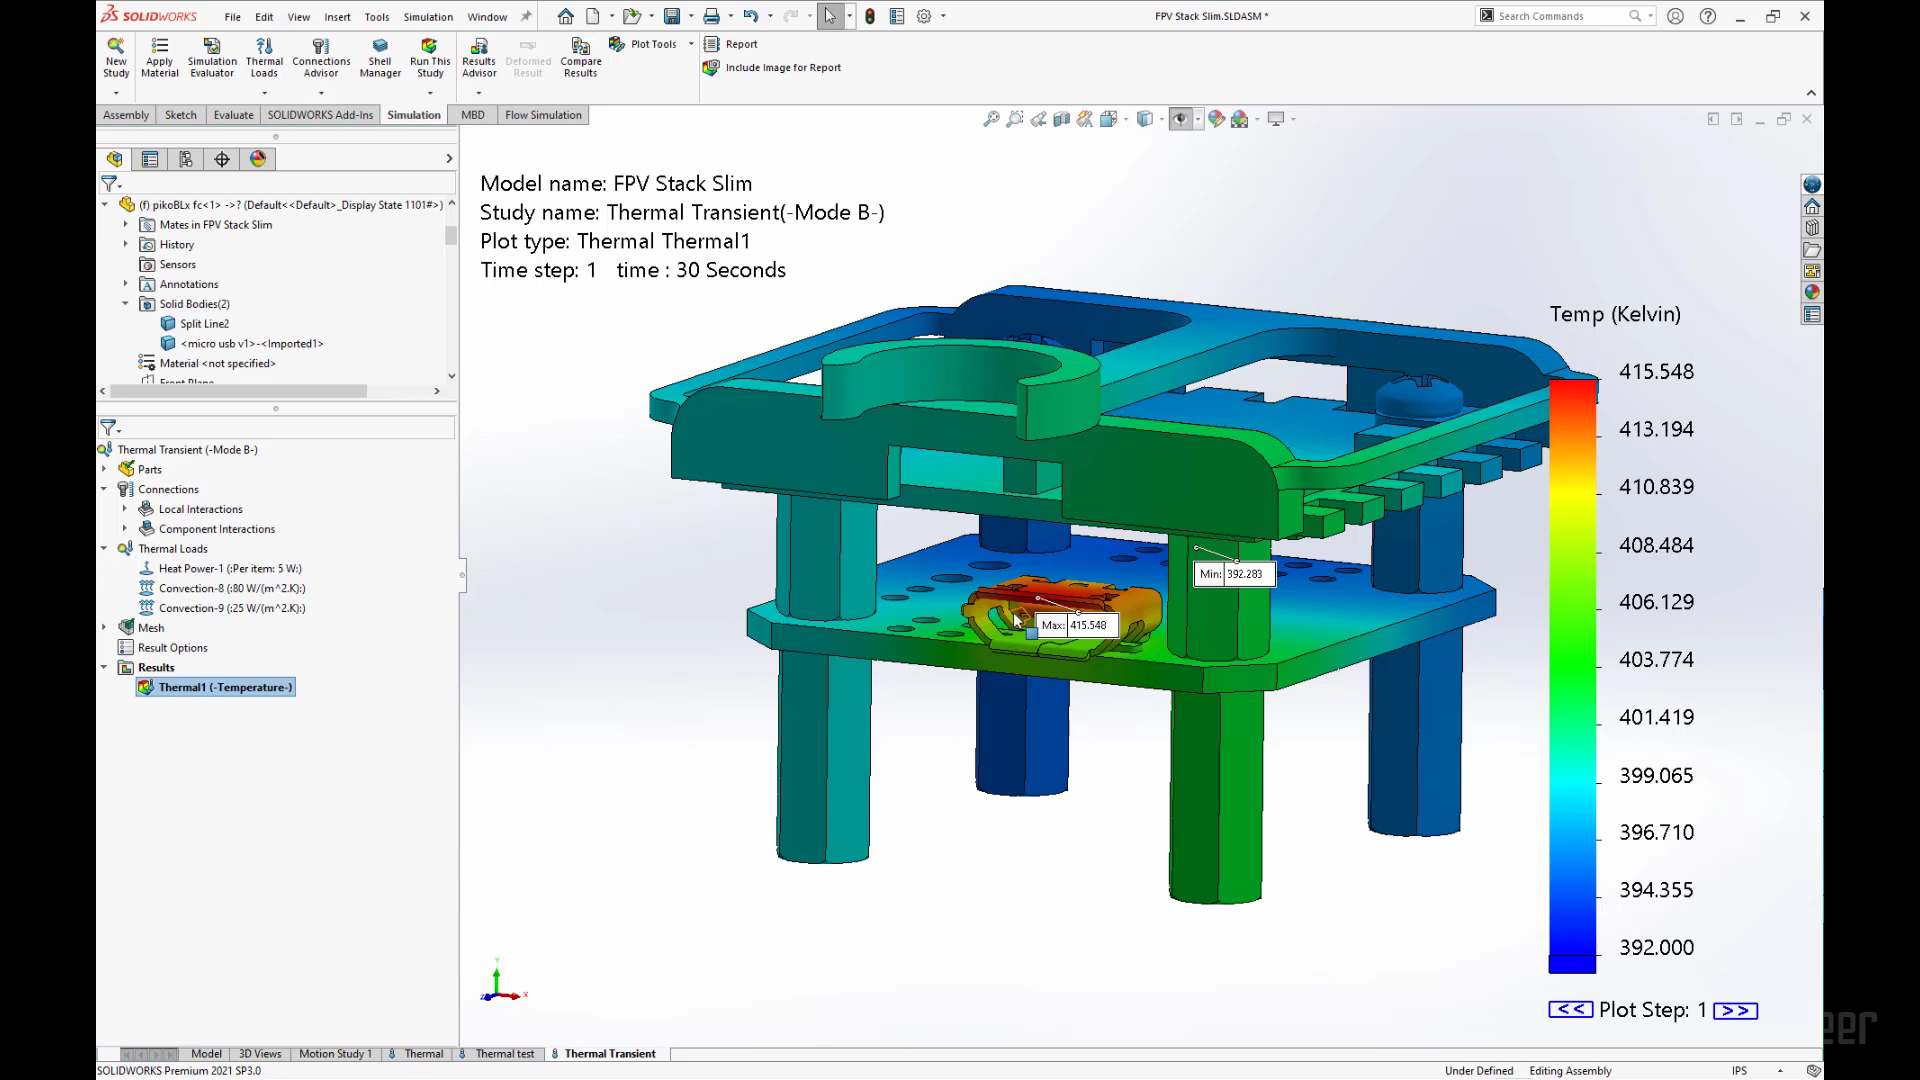 SOLIDWORKS File Edit View Insert Tools Simulation Window FPV Stack Slim.SLDASM * Search Commands
New Study Apply Material Simulation Evaluator Thermal Loads Connections Advisor Shell Manager Run This Study Results Advisor Deformed Result Compare Results Plot Tools Report
Include Image for Report
Assembly Sketch Evaluate SOLIDWORKS Add-Ins Simulation MBD Flow Simulation
(f) pikoBLx fc<1> ->? (Default<<Default>_Display State 1101#>)
Mates in FPV Stack Slim
History
Sensors
Annotations
Solid Bodies(2)
Split Line2
<micro usb v1>-<Imported1>
Material <not specified>
Front Plane
Thermal Transient (-Mode B-)
Parts
Connections
Local Interactions
Component Interactions
Thermal Loads
Heat Power-1 (:Per item: 5 W:)
Convection-8 (:80 W/(m^2.K):)
Convection-9 (:25 W/(m^2.K):)
Mesh
Result Options
Results
Thermal1 (-Temperature-)
Model name: FPV Stack Slim
Study name: Thermal Transient(-Mode B-)
Plot type: Thermal Thermal1
Time step: 1 time : 30 Seconds
Min: 392.283
Max: 415.548
Temp (Kelvin)
415.548
413.194
410.839
408.484
406.129
403.774
401.419
399.065
396.710
394.355
392.000
<< Plot Step: 1 >>
eer
Y
Z X
Model 3D Views Motion Study 1 Thermal Thermal test Thermal Transient
SOLIDWORKS Premium 2021 SP3.0 Under Defined Editing Assembly IPS